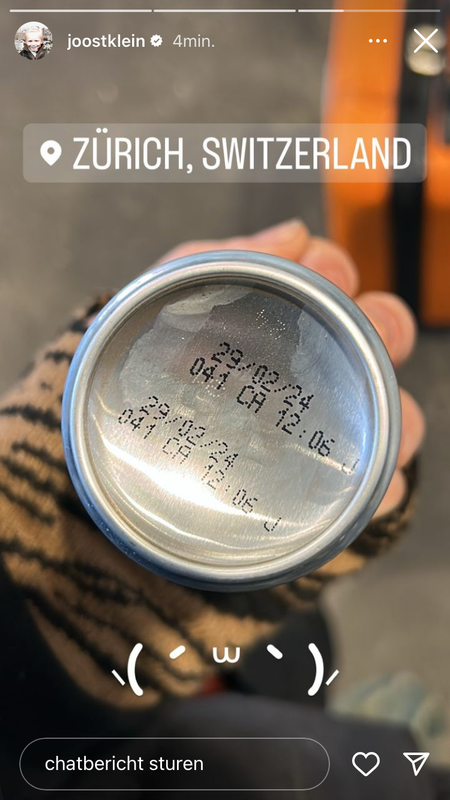 joostklein 4min.
ZÜRICH, SWITZERLAND
29/02/24
041 CA 12:06 J
29/02/24
041 CA 12:06 J
chatbericht sturen